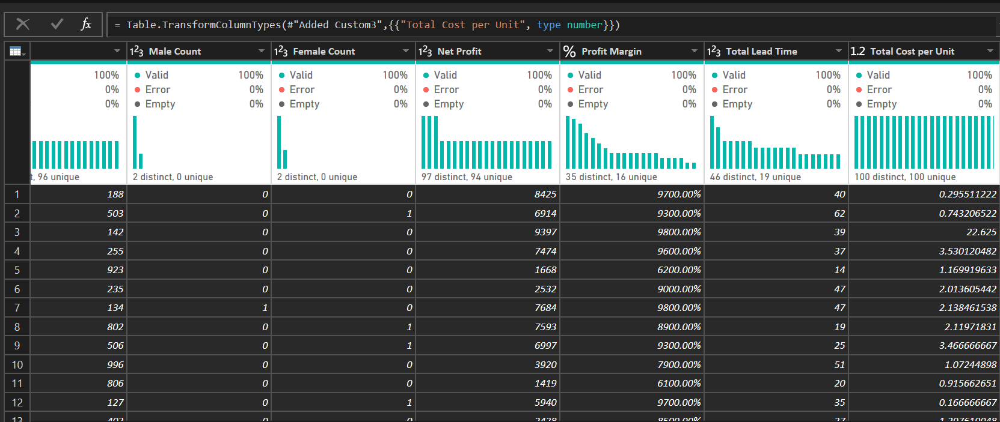 fx = Table.TransformColumnTypes(#"Added Custom3",{{"Total Cost per Unit", type number}})
123 Male Count 123 Female Count 123 Net Profit % Profit Margin 123 Total Lead Time 1.2 Total Cost per Unit
100% Valid 100% Valid 100% Valid 100% Valid 100% Valid 100% Valid 100%
0% Error 0% Error 0% Error 0% Error 0% Error 0% Error 0%
0% Empty 0% Empty 0% Empty 0% Empty 0% Empty 0% Empty 0%
t, 96 unique 2 distinct, 0 unique 2 distinct, 0 unique 97 distinct, 94 unique 35 distinct, 16 unique 46 distinct, 19 unique 100 distinct, 100 unique
1 188 0 0 8425 9700.00% 40 0.295511222
2 503 0 1 6914 9300.00% 62 0.743206522
3 142 0 0 9397 9800.00% 39 22.625
4 255 0 0 7474 9600.00% 37 3.530120482
5 923 0 0 1668 6200.00% 14 1.169919633
6 235 0 0 2532 9000.00% 47 2.013605442
7 134 1 0 7684 9800.00% 47 2.138461538
8 802 0 1 7593 8900.00% 19 2.11971831
9 506 0 1 6997 9300.00% 25 3.466666667
10 996 0 0 3920 7900.00% 51 1.07244898
11 806 0 0 1419 6100.00% 20 0.915662651
12 127 0 1 5940 9700.00% 35 0.166666667
13